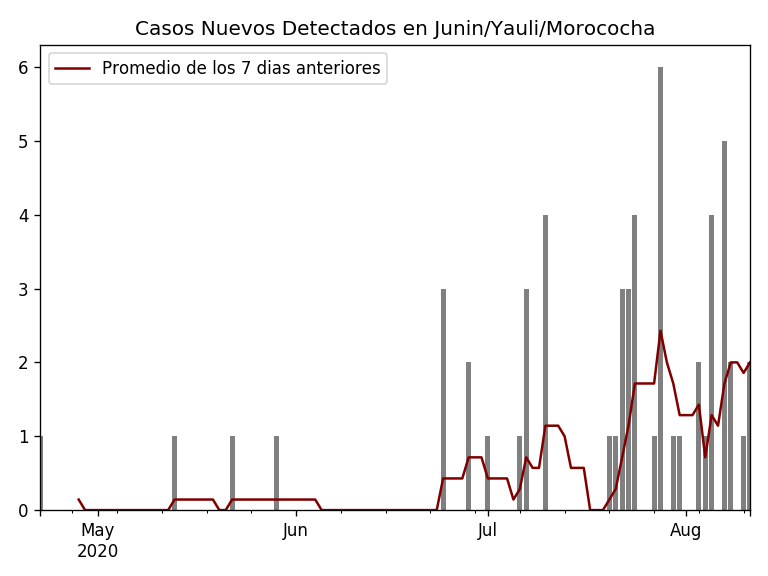 Casos Nuevos Detectados en Junin/Yauli/Morococha
Promedio de los 7 dias anteriores
6
5
4
3
2
1
0
May
2020
Jun
Jul
Aug